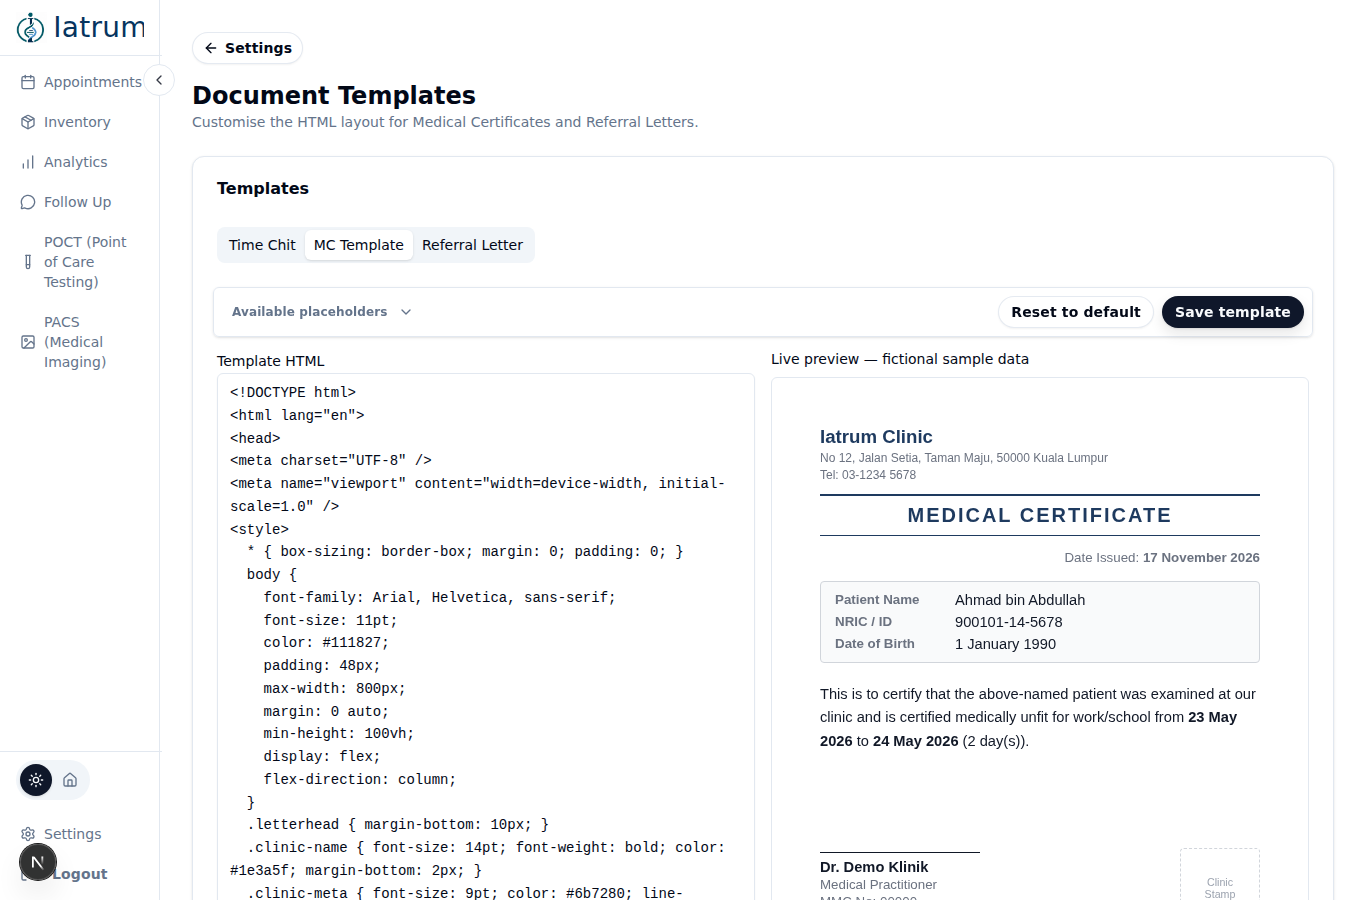 Iatrum
Appointments
Inventory
Analytics
Follow Up
POCT (Point
of Care
Testing)
PACS
(Medical
Imaging)
Settings
Logout
N
Settings
Document Templates
Customise the HTML layout for Medical Certificates and Referral Letters.
Templates
Time Chit MC Template Referral Letter
Available placeholders
Reset to default Save template
Template HTML
<!DOCTYPE html>
<html lang="en">
<head>
<meta charset="UTF-8" />
<meta name="viewport" content="width=device-width, initial-
scale=1.0" />
<style>
  * { box-sizing: border-box; margin: 0; padding: 0; }
  body {
    font-family: Arial, Helvetica, sans-serif;
    font-size: 11pt;
    color: #111827;
    padding: 48px;
    max-width: 800px;
    margin: 0 auto;
    min-height: 100vh;
    display: flex;
    flex-direction: column;
  }
  .letterhead { margin-bottom: 10px; }
  .clinic-name { font-size: 14pt; font-weight: bold; color:
#1e3a5f; margin-bottom: 2px; }
  .clinic-meta { font-size: 9pt; color: #6b7280; line-
Live preview — fictional sample data
Iatrum Clinic
No 12, Jalan Setia, Taman Maju, 50000 Kuala Lumpur
Tel: 03-1234 5678
MEDICAL CERTIFICATE
Date Issued: 17 November 2026
Patient Name Ahmad bin Abdullah
NRIC / ID 900101-14-5678
Date of Birth 1 January 1990
This is to certify that the above-named patient was examined at our
clinic and is certified medically unfit for work/school from 23 May
2026 to 24 May 2026 (2 day(s)).
Dr. Demo Klinik
Medical Practitioner
Clinic
Stamp